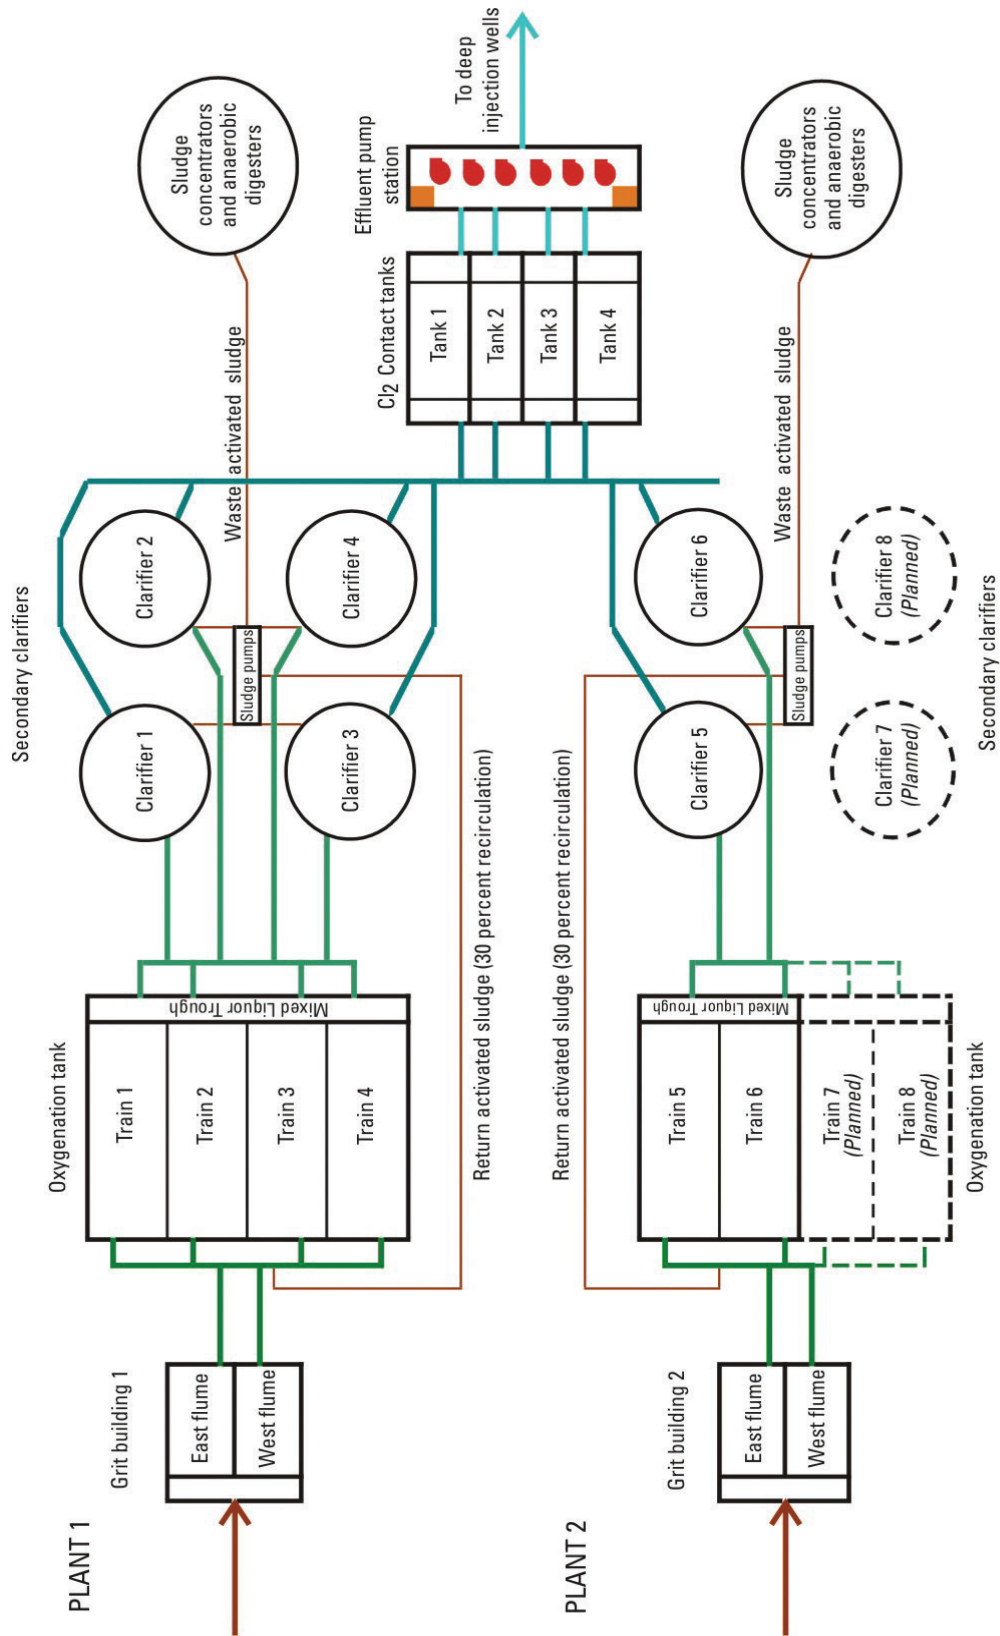 PLANT 1
Grit building 1
East flume
West flume
Oxygenation tank
Train 1
Train 2
Train 3
Train 4
Mixed Liquor Trough
Return activated sludge (30 percent recirculation)
Secondary clarifiers
Clarifier 1
Clarifier 2
Clarifier 3
Clarifier 4
Sludge pumps
Waste activated sludge
Sludge
concentrators
and anaerobic
digesters
Cl2 Contact tanks
Tank 1
Tank 2
Tank 3
Tank 4
Effluent pump
station
To deep
injection wells
PLANT 2
Grit building 2
East flume
West flume
Return activated sludge (30 percent recirculation)
Train 5
Train 6
Train 7
(Planned)
Train 8
(Planned)
Mixed Liquor Trough
Oxygenation tank
Clarifier 5
Clarifier 6
Clarifier 7
(Planned)
Clarifier 8
(Planned)
Sludge pumps
Secondary clarifiers
Waste activated sludge
Sludge
concentrators
and anaerobic
digesters